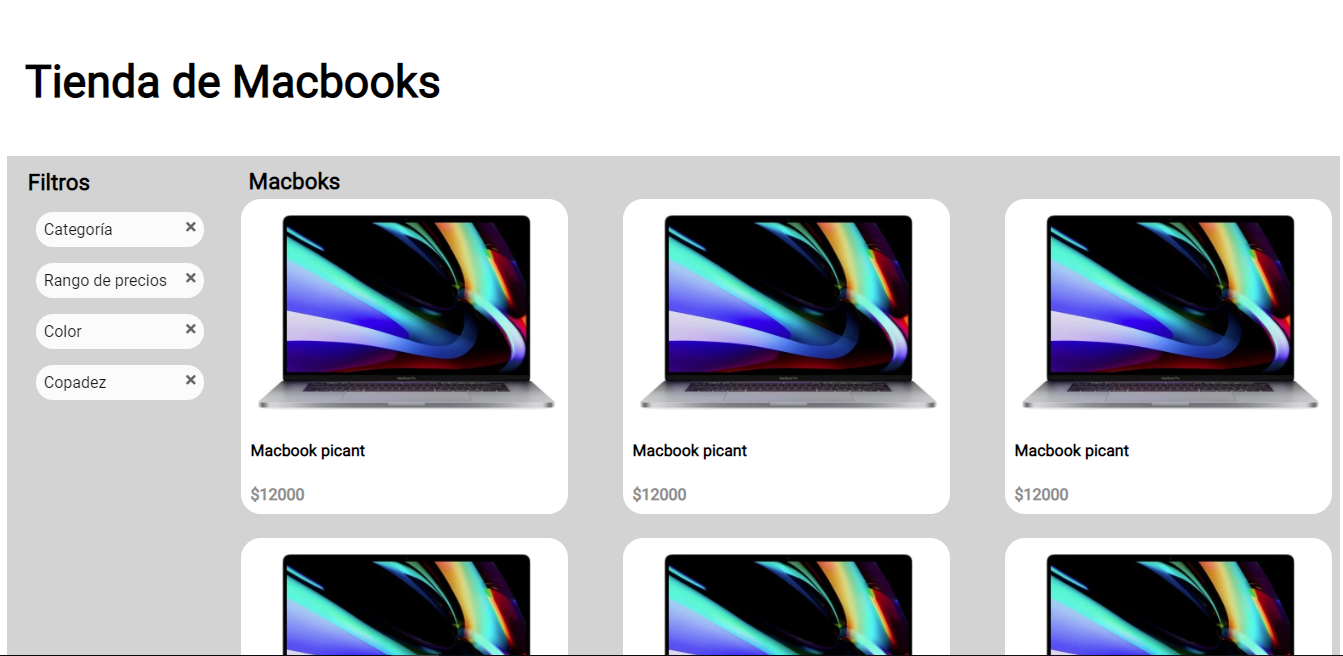 Tienda de Macbooks
Filtros
Categoría ×
Rango de precios ×
Color ×
Copadez ×
Macboks
Macbook picant
$12000
Macbook picant
$12000
Macbook picant
$12000